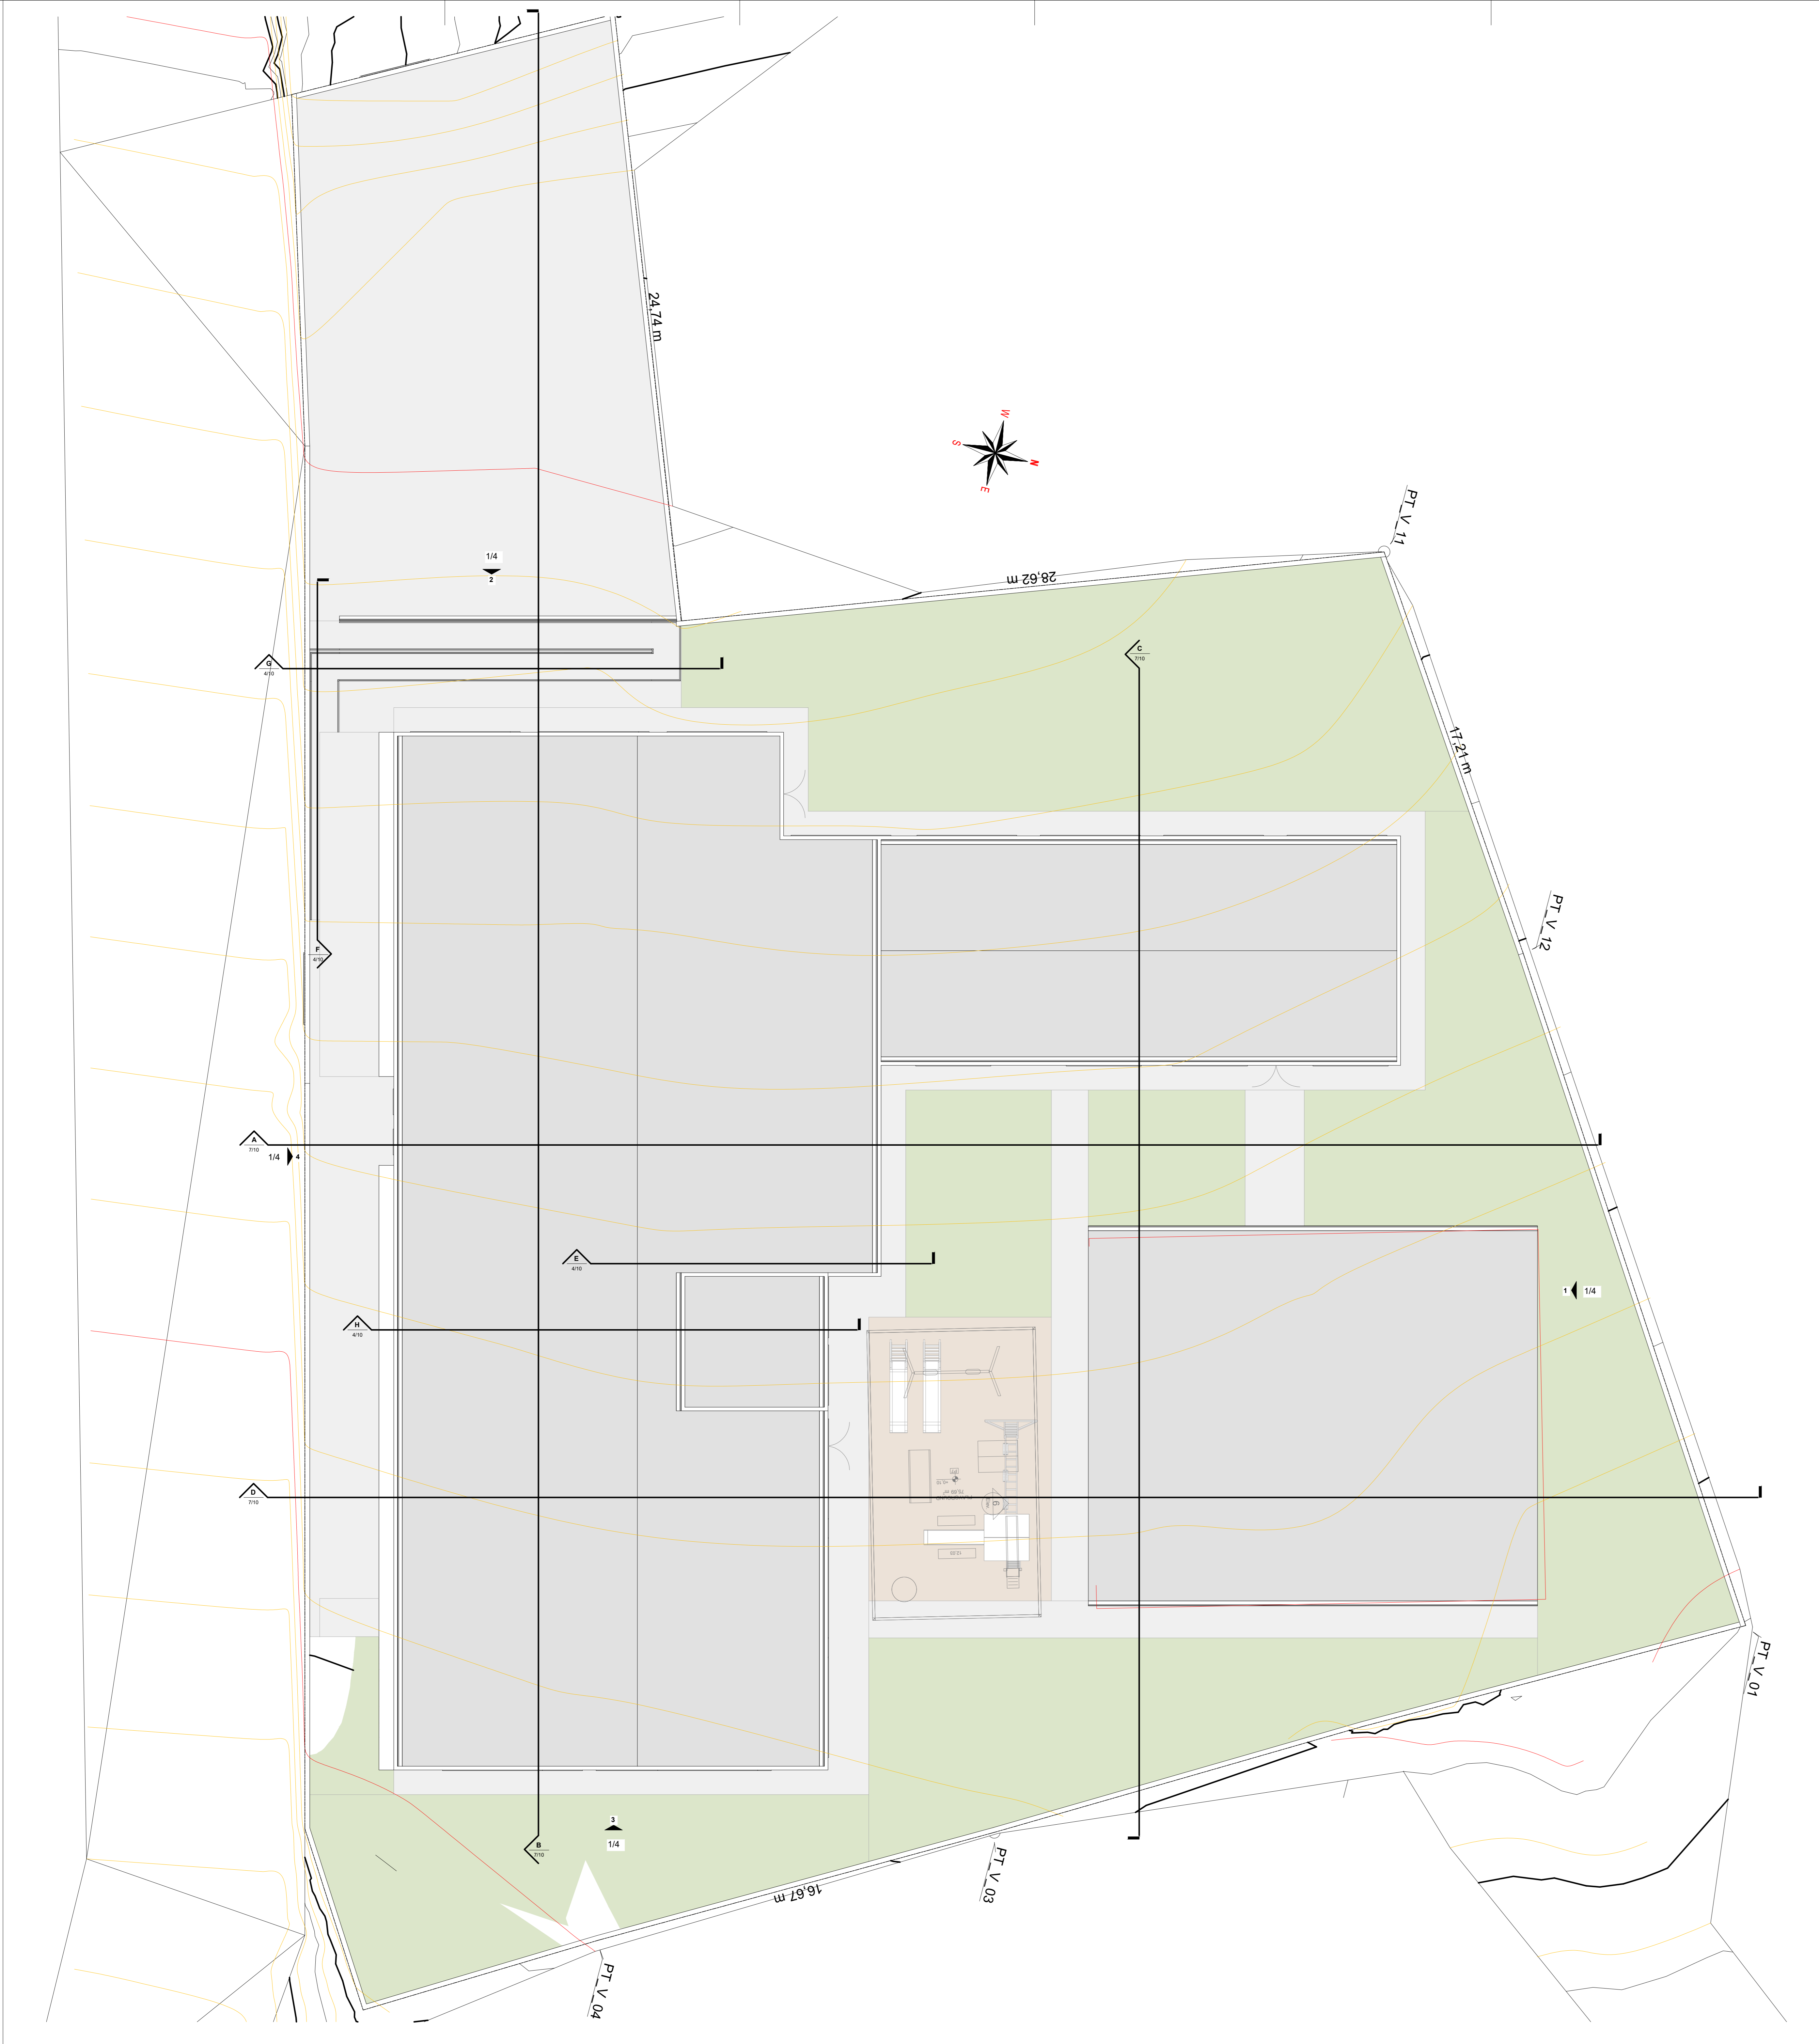 24,74 m
W
S
N
E
PT_V_11
1/4
2
28,62 m
G
4/10
C
7/10
17,21 m
PT_V_12
F
4/10
A
7/10
1/4
4
E
4/10
1
1/4
H
4/10
D
7/10
6
PT_V_01
3
1/4
B
7/10
PT_V_03
16,67 m
PT_V_04